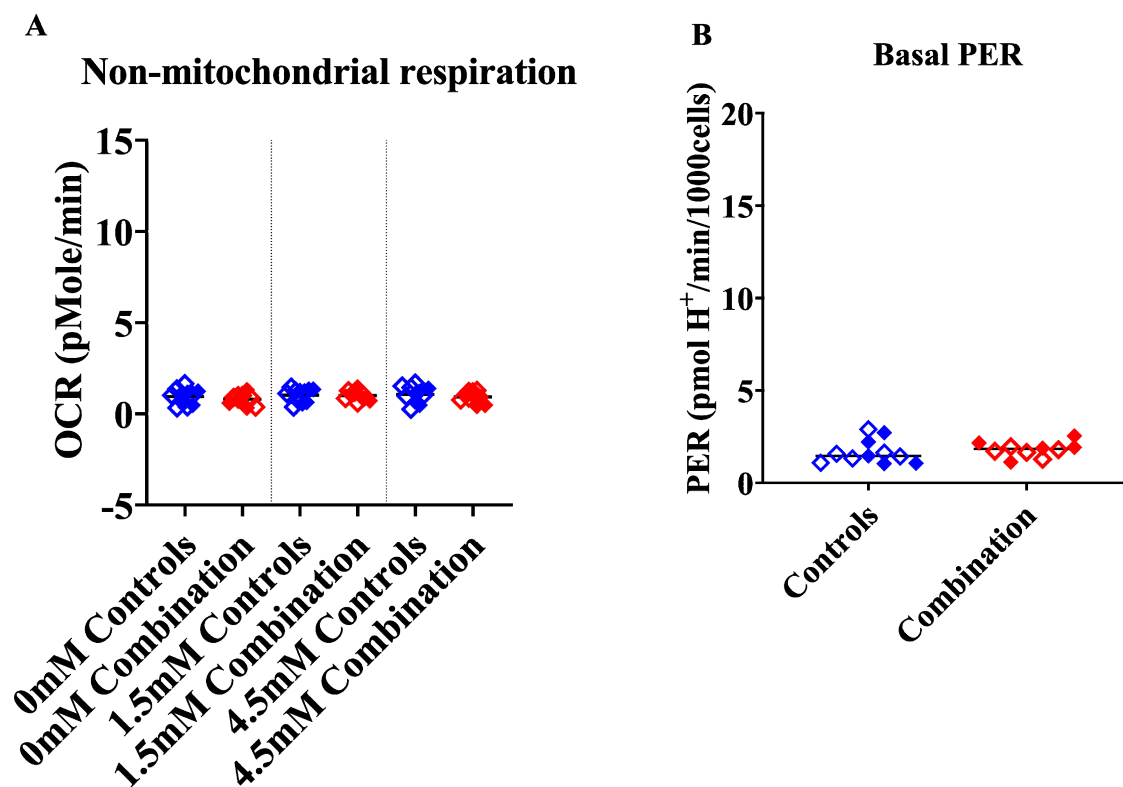 A
Non-mitochondrial respiration
OCR (pMole/min)
15
10
5
0
-5
0mM Controls
0mM Combination
1.5mM Controls
1.5mM Combination
4.5mM Controls
4.5mM Combination
B
Basal PER
PER (pmol H⁺/min/1000cells)
20
15
10
5
0
Controls
Combination